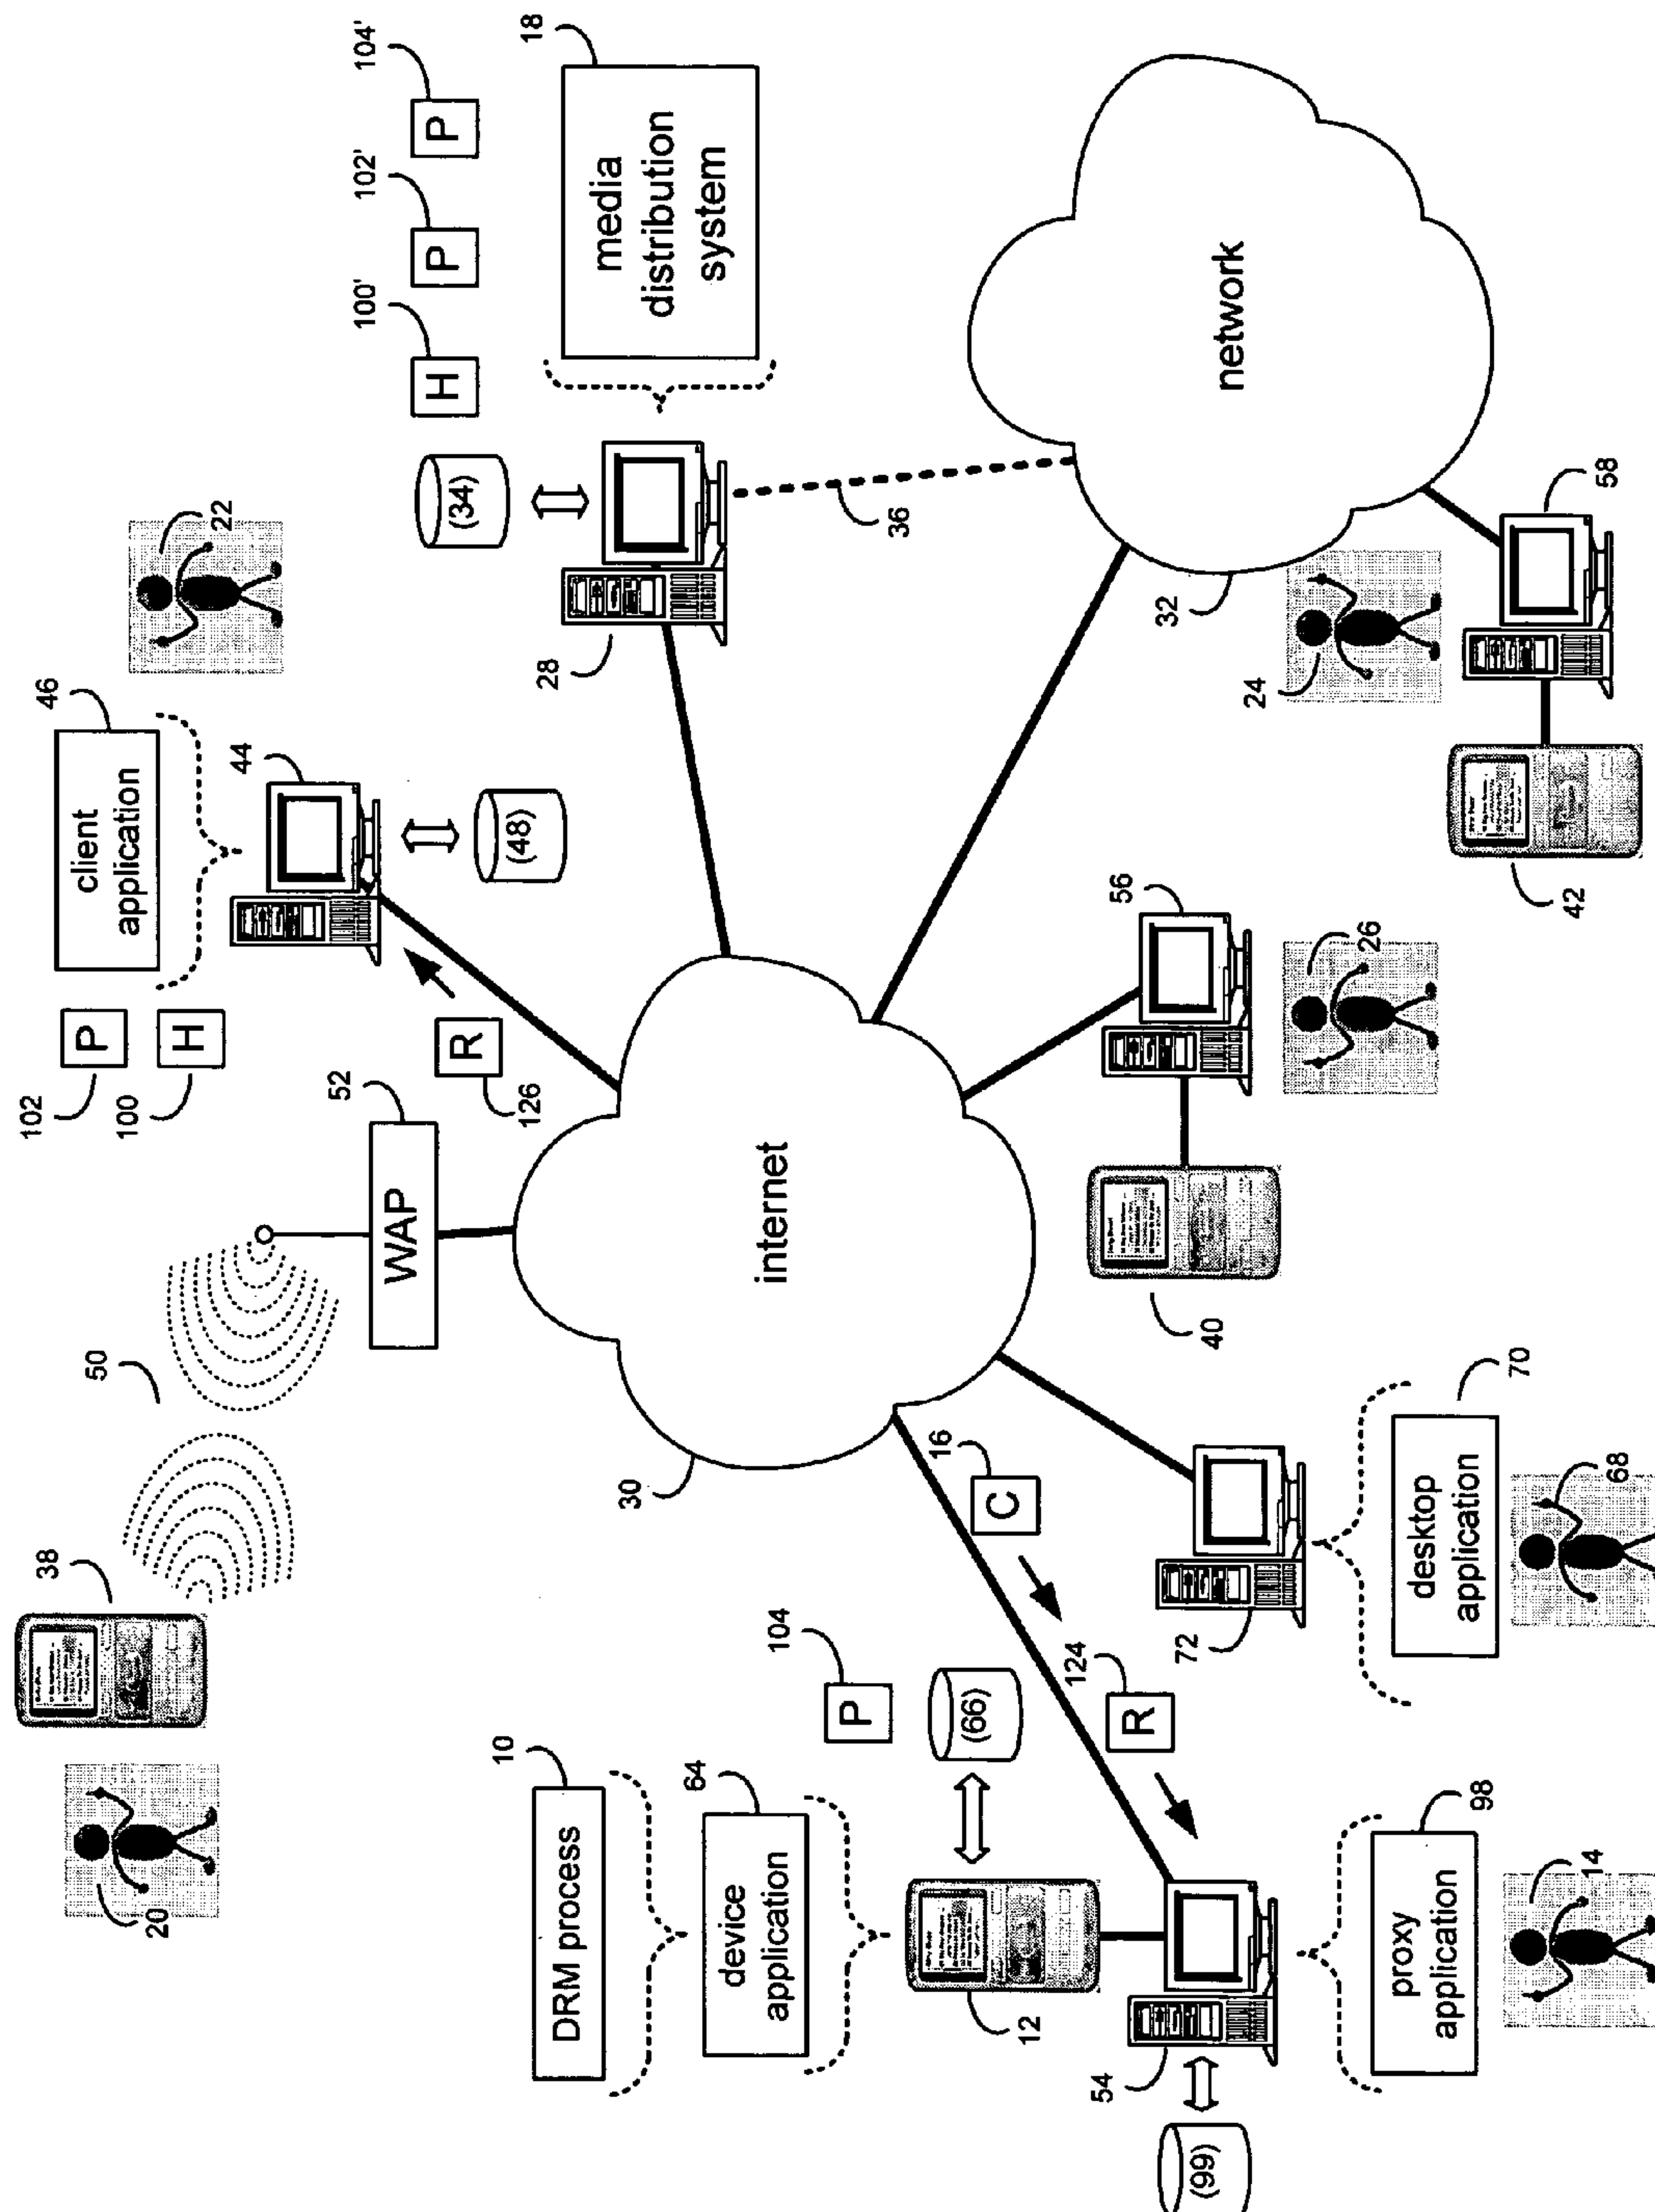 102
P
100
H
46
client
application
22
20
38
50
44
(48)
52
WAP
R
126
104'
102'
100'
P
P
H
(34)
18
media
distribution
system
28
10
DRM process
64
device
application
30
internet
36
104
P
(66)
12
16
C
124
R
72
54
(99)
40
56
26
32
network
24
58
42
98
proxy
application
14
70
desktop
application
68